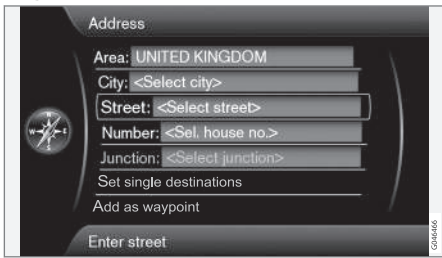 Address
Area: UNITED KINGDOM
City: <Select city>
Street: <Select street>
Number: <Sel. house no.>
Junction: <Select junction>
Set single destinations
Add as waypoint
N
W E
S
Enter street
G046466